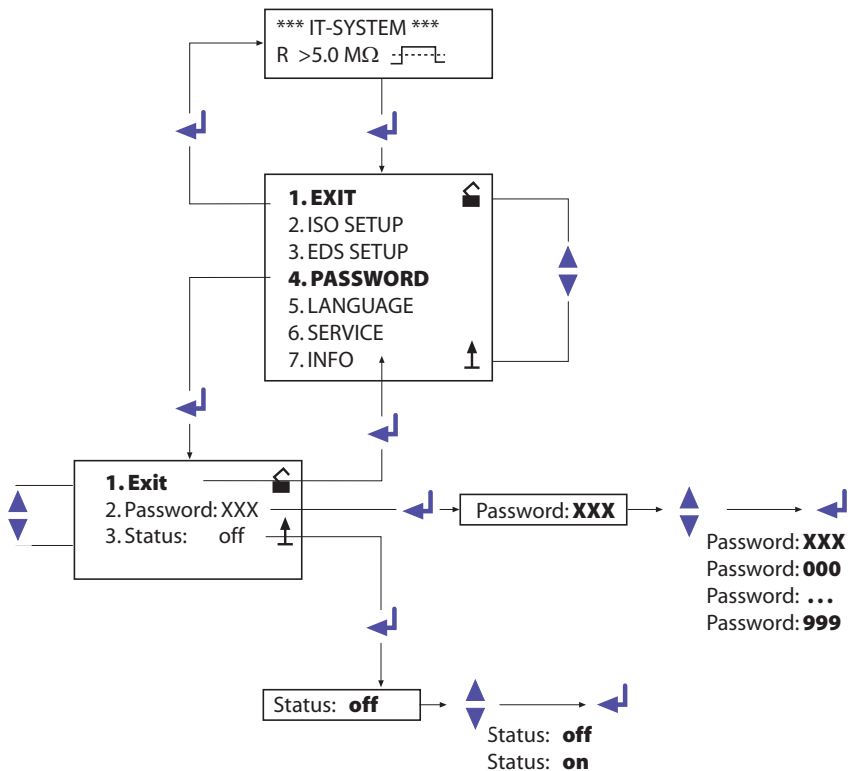 *** IT-SYSTEM ***
R >5.0 MΩ
1. EXIT
2. ISO SETUP
3. EDS SETUP
4. PASSWORD
5. LANGUAGE
6. SERVICE
7. INFO
1. Exit
2. Password: XXX
3. Status: off
Password: XXX
Password: XXX
Password: 000
Password: ...
Password: 999
Status: off
Status: off
Status: on